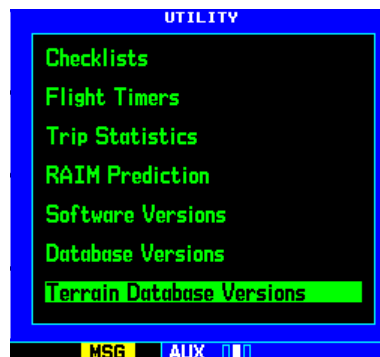 UTILITY
Checklists
Flight Timers
Trip Statistics
RAIM Prediction
Software Versions
Database Versions
Terrain Database Versions
MSG AUX